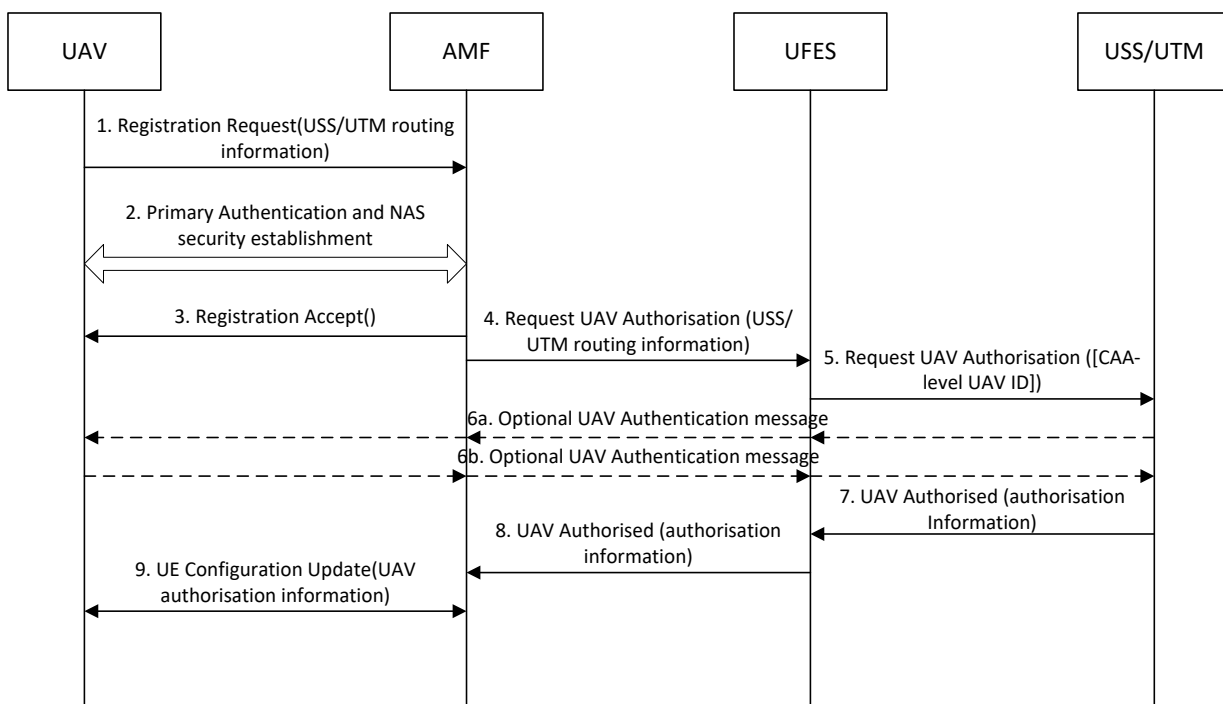 UAV
AMF
UFES
USS/UTM
1. Registration Request(USS/UTM routing
information)
2. Primary Authentication and NAS
security establishment
3. Registration Accept()
4. Request UAV Authorisation (USS/
UTM routing information)
5. Request UAV Authorisation ([CAA-
level UAV ID])
6a. Optional UAV Authentication message
6b. Optional UAV Authentication message
7. UAV Authorised (authorisation
Information)
8. UAV Authorised (authorisation
information)
9. UE Configuration Update(UAV
authorisation information)